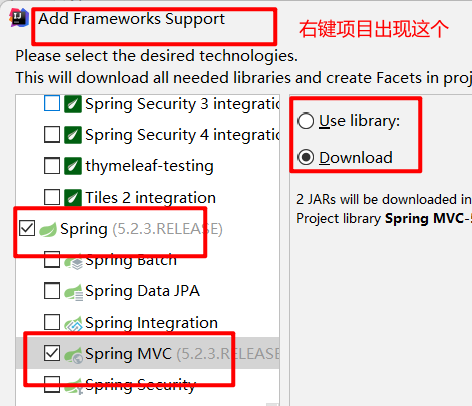 Add Frameworks Support
右键项目出现这个
Please select the desired technologies.
This will download all needed libraries and create Facets in proj
Spring Security 3 integration
Spring Security 4 integration
thymeleaf-testing
Tiles 2 integration
Spring (5.2.3.RELEASE)
Spring Batch
Spring Data JPA
Spring Integration
Spring MVC (5.2.3.RELEASE
Spring Security
Use library:
Download
2 JARs will be downloaded in
Project library Spring MVC-5